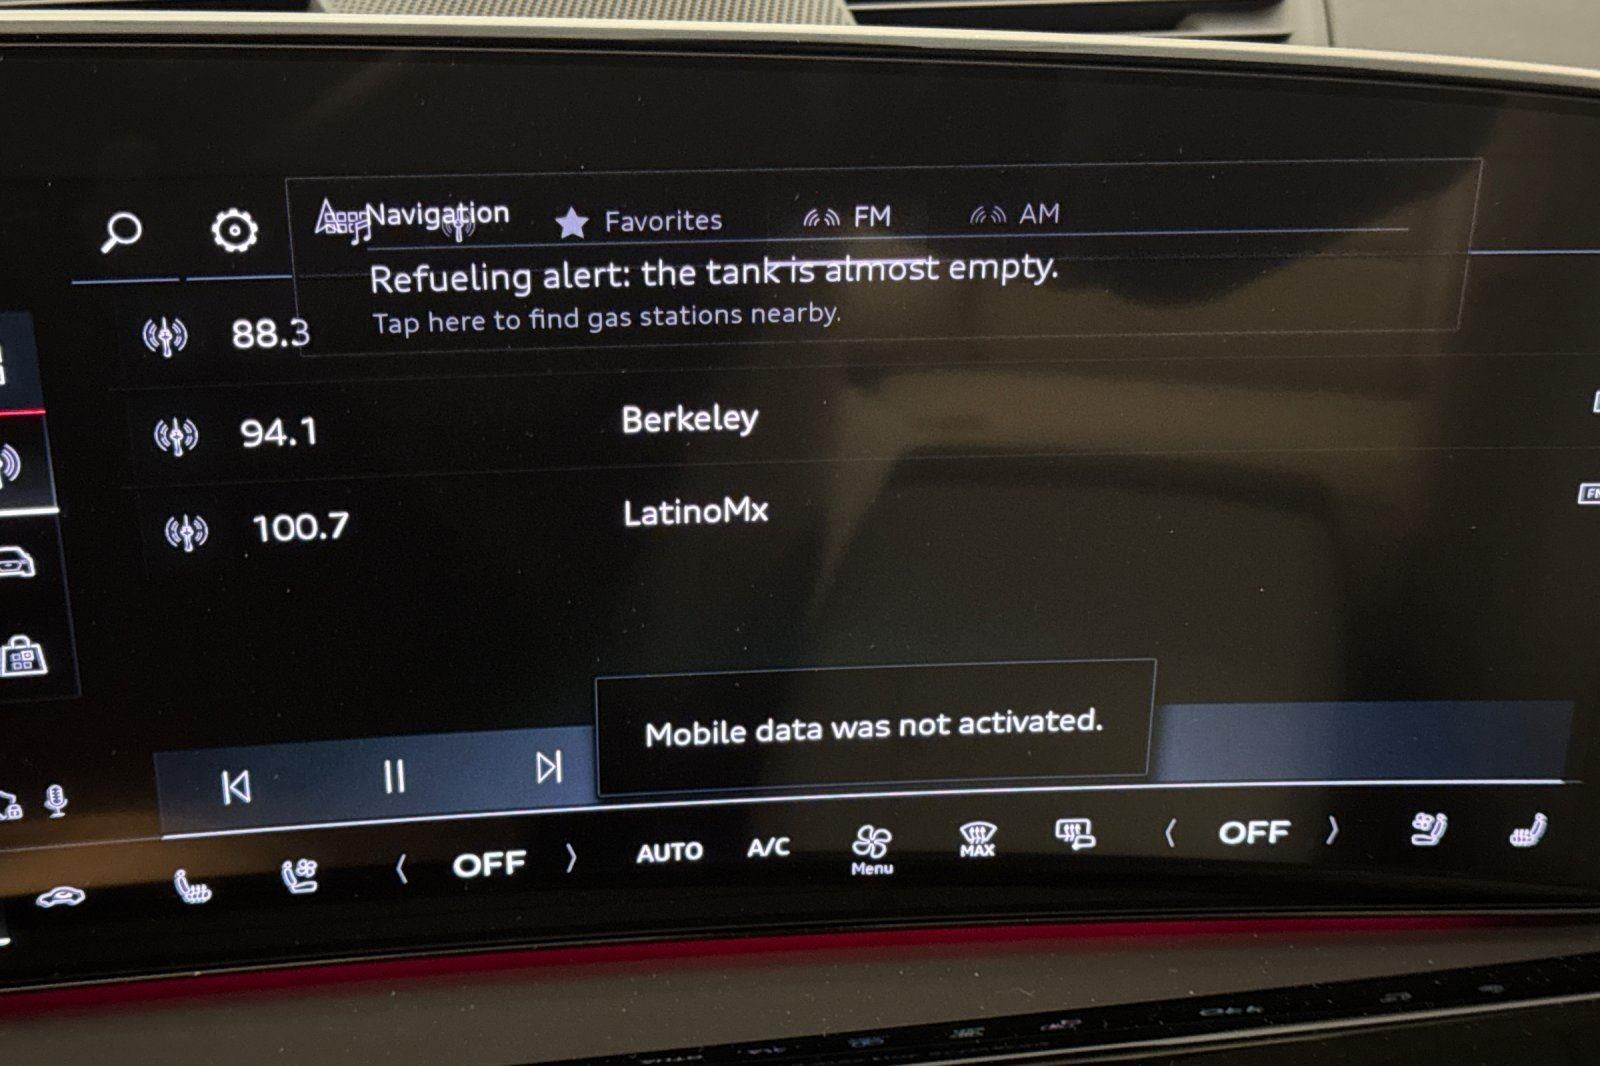 Navigation
Favorites
FM
AM
Refueling alert: the tank is almost empty.
Tap here to find gas stations nearby.
88.3
94.1 Berkeley
100.7 LatinoMx
Mobile data was not activated.
OFF
AUTO
A/C
Menu
MAX
OFF